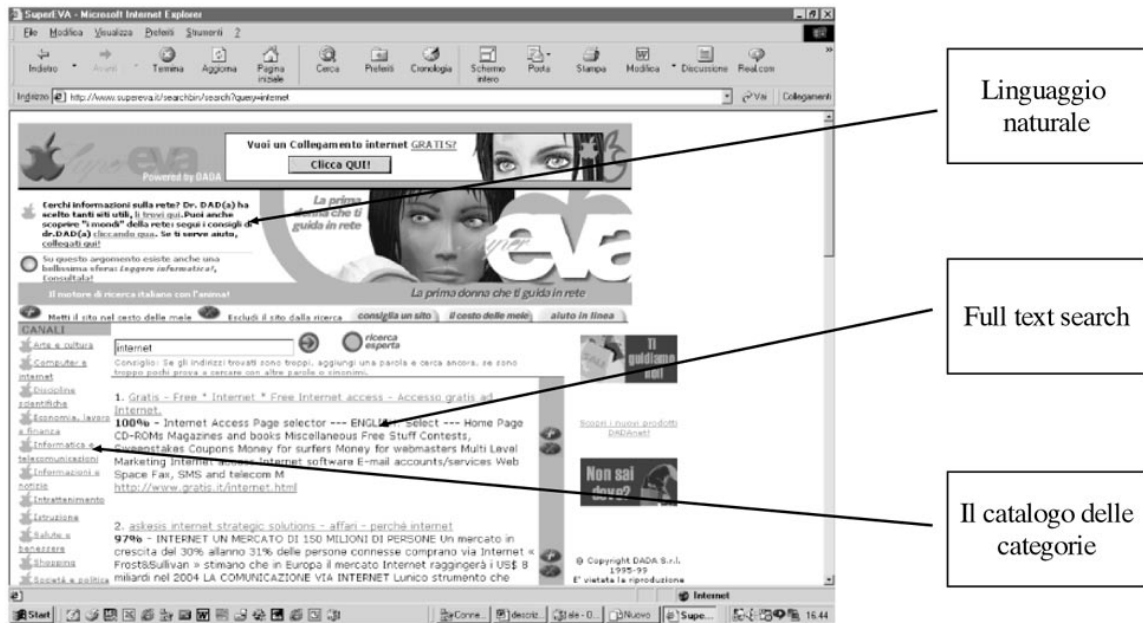 SuperEVA - Microsoft Internet Explorer
File Modifica Visualizza Preferiti Strumenti ?
Indietro Avanti Termina Aggiorna Pagina iniziale Cerca Preferiti Cronologia Schermo intero Posta Stampa Modifica Discussione Real.com
Indirizzo http://www.supereva.it/searchbin/search?query=internet Vai Collegamenti
Super eva
Powered by DADA
Vuoi un Collegamento internet GRATIS?
Clicca QUI!
Cerchi informazioni sulla rete? Dr. DAD(a) ha
scelto tanti siti utili, li trovi qui. Puoi anche
scoprire "i mondi" della rete: segui i consigli di
dr.DAD(a) cliccando qua. Se ti serve aiuto,
collegati qui!
Su questo argomento esiste anche una
bellissima sfera: Leggere informatica!,
Consultala!
La prima
donna che ti
guida in rete
super eva
Il motore di ricerca italiano con l'anima!
La prima donna che ti guida in rete
Metti il sito nel cesto delle mele Escludi il sito dalla ricerca consiglia un sito il cesto delle mele aiuto in linea
CANALI
Arte e cultura
Computer e
internet
Discipline
scientifiche
Economia, lavoro
e finanza
Informatica e
telecomunicazioni
Informazioni e
notizie
Intrattenimento
Istruzione
Salute e
benessere
Shopping
Società e politica
internet
ricerca
esperta
Consiglio: Se gli indirizzi trovati sono troppi, aggiungi una parola e cerca ancora, se sono
troppo pochi prova a cercare con altre parole o sinonimi.
1. Gratis - Free * Internet * Free Internet access - Accesso gratis ad
Internet.
100% - Internet Access Page selector --- ENGLISH: Select --- Home Page
CD-ROMs Magazines and books Miscellaneous Free Stuff Contests,
Sweepstakes Coupons Money for surfers Money for webmasters Multi Level
Marketing Internet access Internet software E-mail accounts/services Web
Space Fax, SMS and telecom M
http://www.gratis.it/internet.html
2. askesis internet strategic solutions - affari - perchè internet
97% - INTERNET UN MERCATO DI 150 MILIONI DI PERSONE Un mercato in
crescita del 30% allanno 31% delle persone connesse comprano via Internet «
Frost&Sullivan » stimano che in Europa il mercato Internet raggingerà i US$ 8
miliardi nel 2004 LA COMUNICAZIONE VIA INTERNET Lunico strumento che
SALE
Ti
guidiamo
noi!
Scopri i nuovi prodotti
DADAnet!
Non sai
dove?
© Copyright DADA S.r.l.
1995-99
E' vietata la riproduzione
Internet
Start Conne... descriz... tele - O... Nuovo Supe... 16.44
Linguaggio
naturale
Full text search
Il catalogo delle
categorie